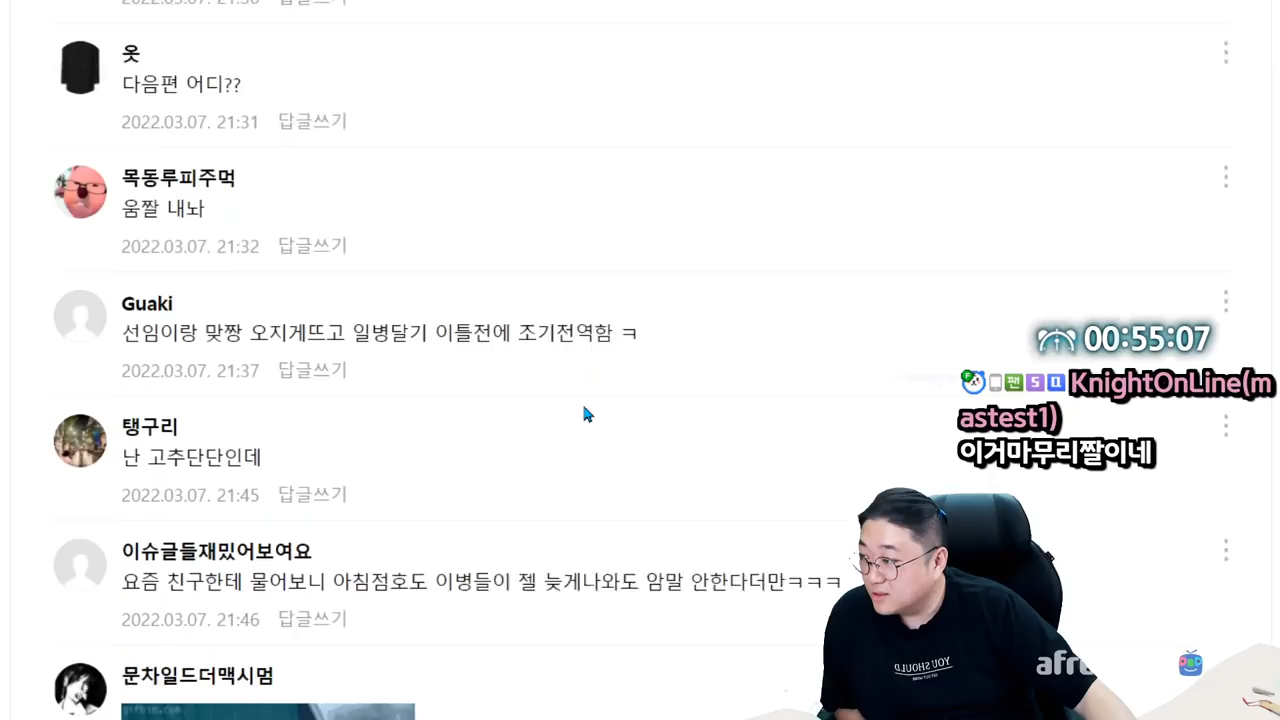 옷
다음편 어디??
2022.03.07. 21:31 답글쓰기
목동루피주먹
움짤 내놔
2022.03.07. 21:32 답글쓰기
Guaki
선임이랑 맞짱 오지게뜨고 일병달기 이틀전에 조기전역함 ㅋ
2022.03.07. 21:37 답글쓰기
탱구리
난 고추단단인데
2022.03.07. 21:45 답글쓰기
이슈글들재밌어보여요
요즘 친구한테 물어보니 아침점호도 이병들이 젤 늦게나와도 암말 안한다더만ㅋㅋㅋ
2022.03.07. 21:46 답글쓰기
문차일드더맥시멈
00:55:07
팬 5 KnightOnLine(m
astest1)
이거마무리짤이네
YOU SHOULD